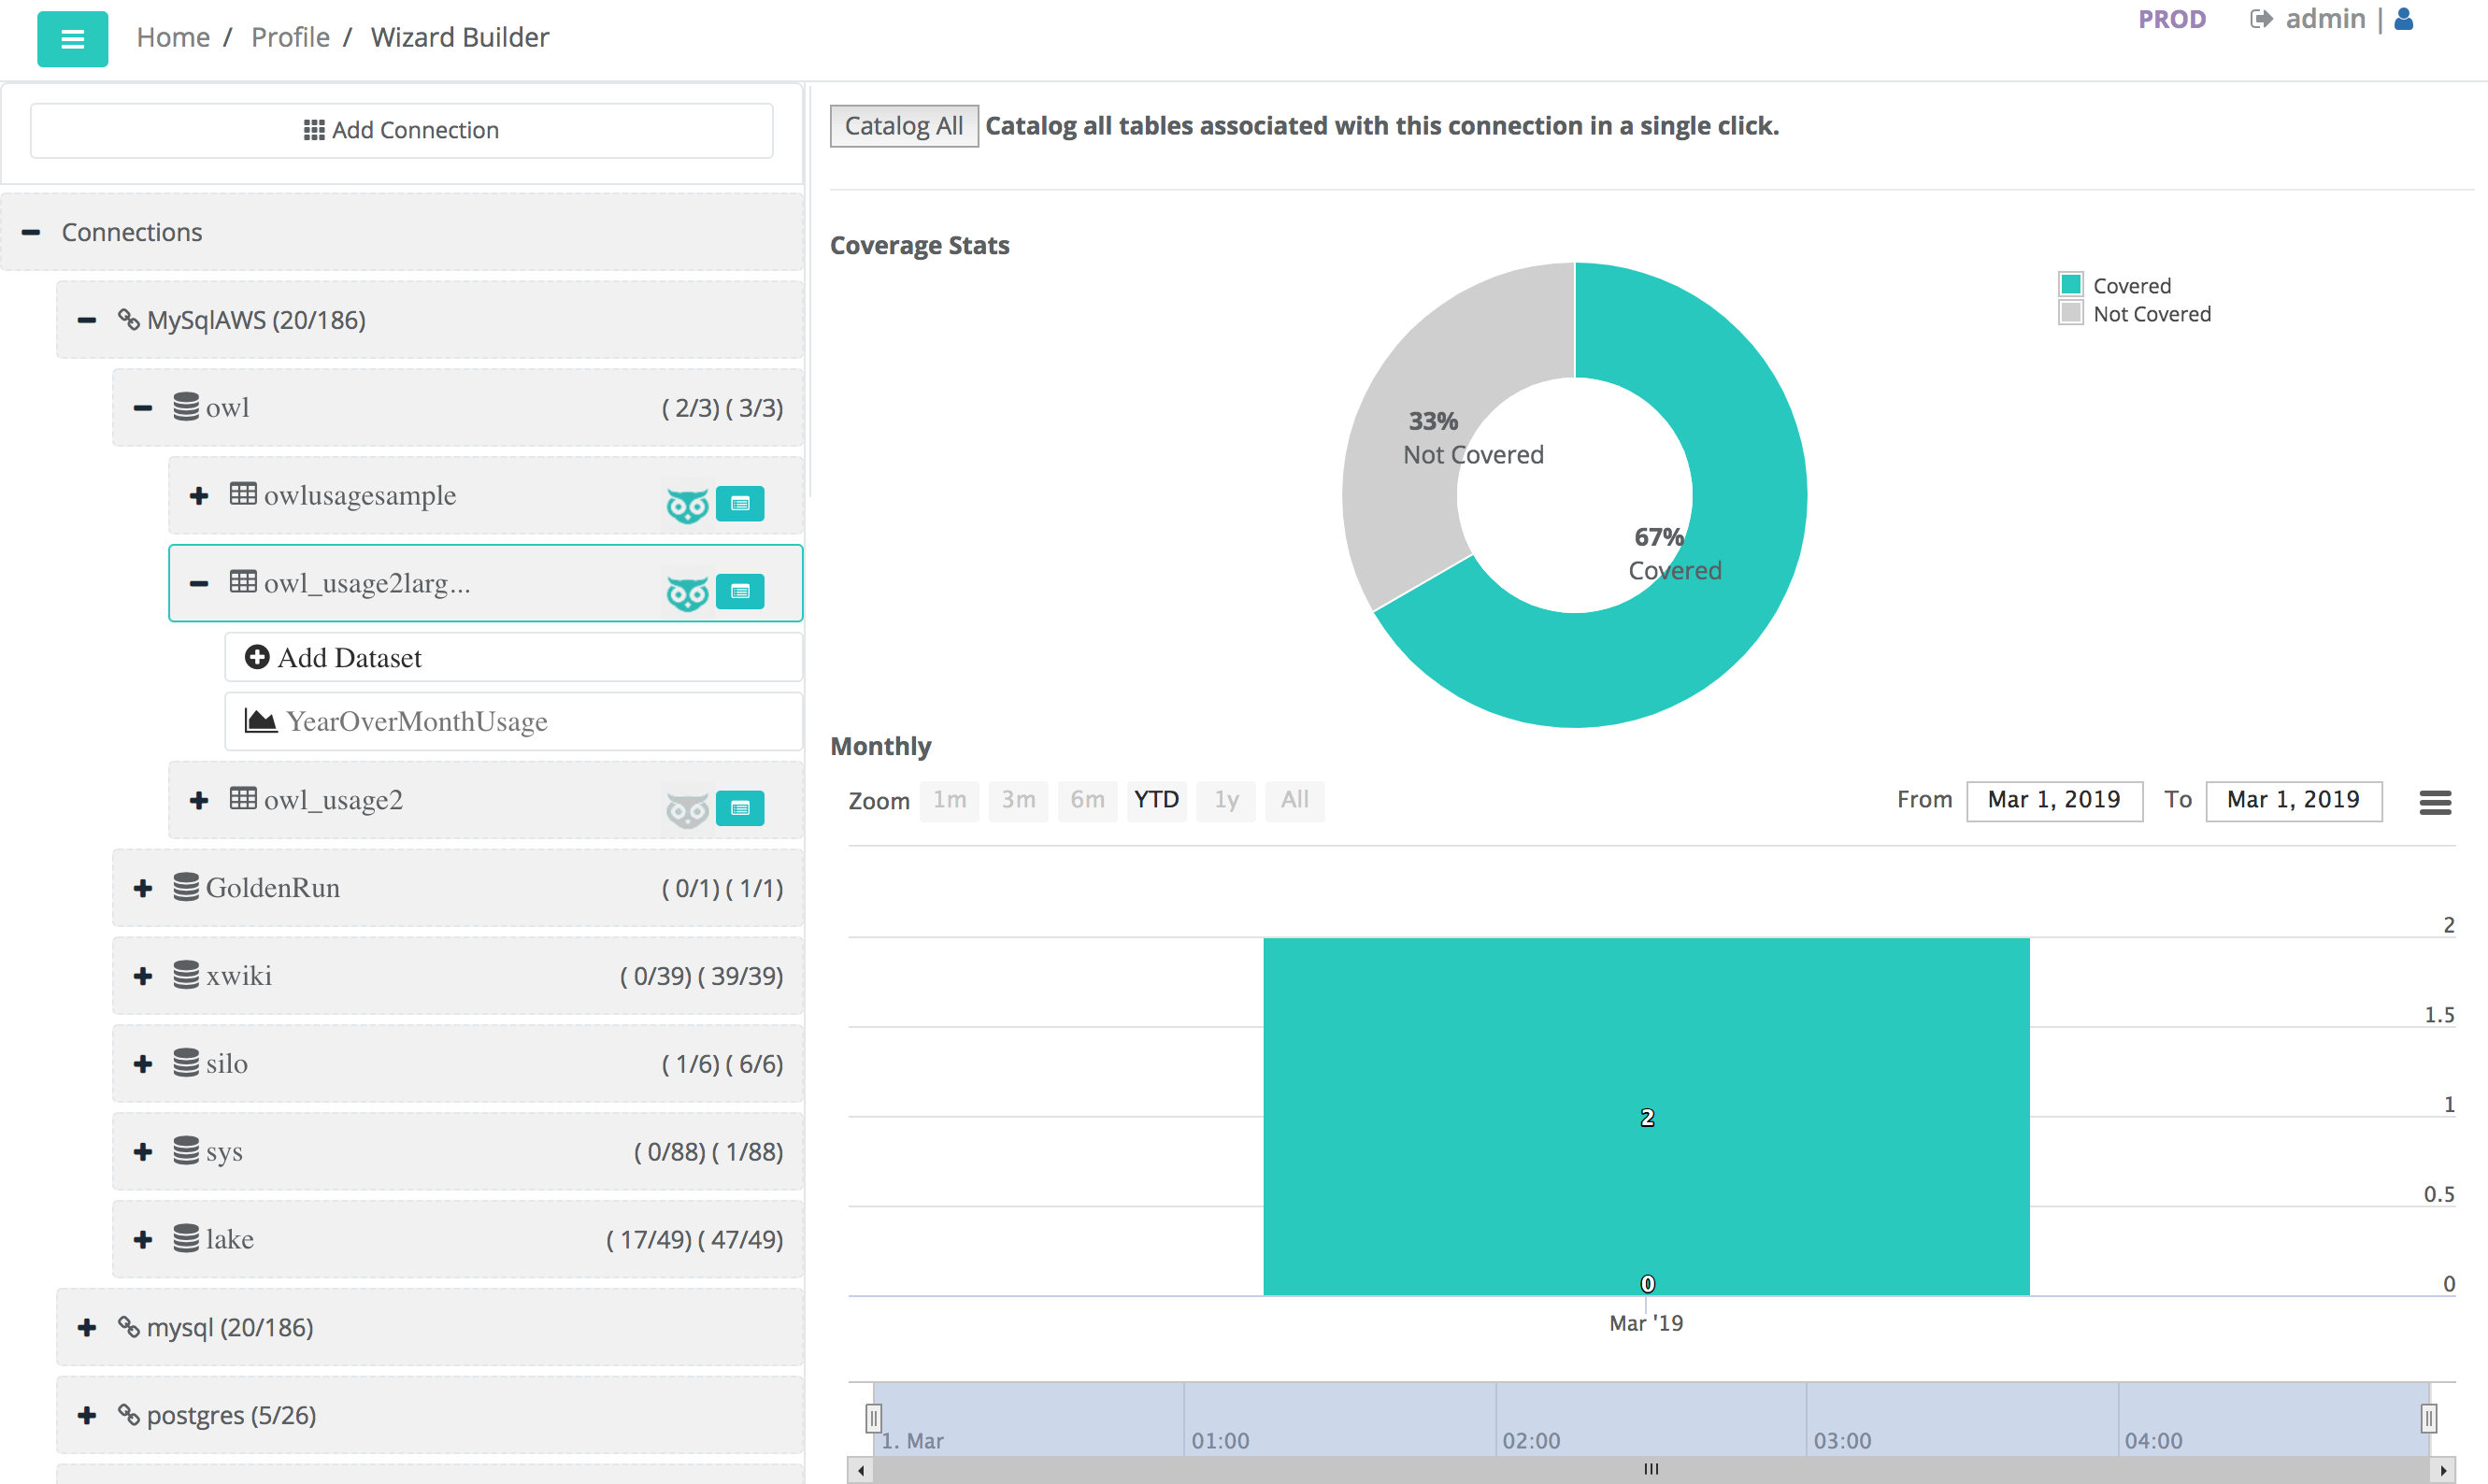 Home / Profile / Wizard Builder
PROD admin |
Add Connection
Connections
MySqlAWS (20/186)
owl ( 2/3) ( 3/3)
owlusagesample
owl_usage2larg...
Add Dataset
YearOverMonthUsage
owl_usage2
GoldenRun ( 0/1) ( 1/1)
xwiki ( 0/39) ( 39/39)
silo ( 1/6) ( 6/6)
sys ( 0/88) ( 1/88)
lake ( 17/49) ( 47/49)
mysql (20/186)
postgres (5/26)
Catalog All Catalog all tables associated with this connection in a single click.
Coverage Stats
Covered
Not Covered
33%
Not Covered
67%
Covered
Monthly
Zoom 1m 3m 6m YTD 1y All From Mar 1, 2019 To Mar 1, 2019
2
1.5
1
0.5
0
2
0
Mar '19
1. Mar 01:00 02:00 03:00 04:00